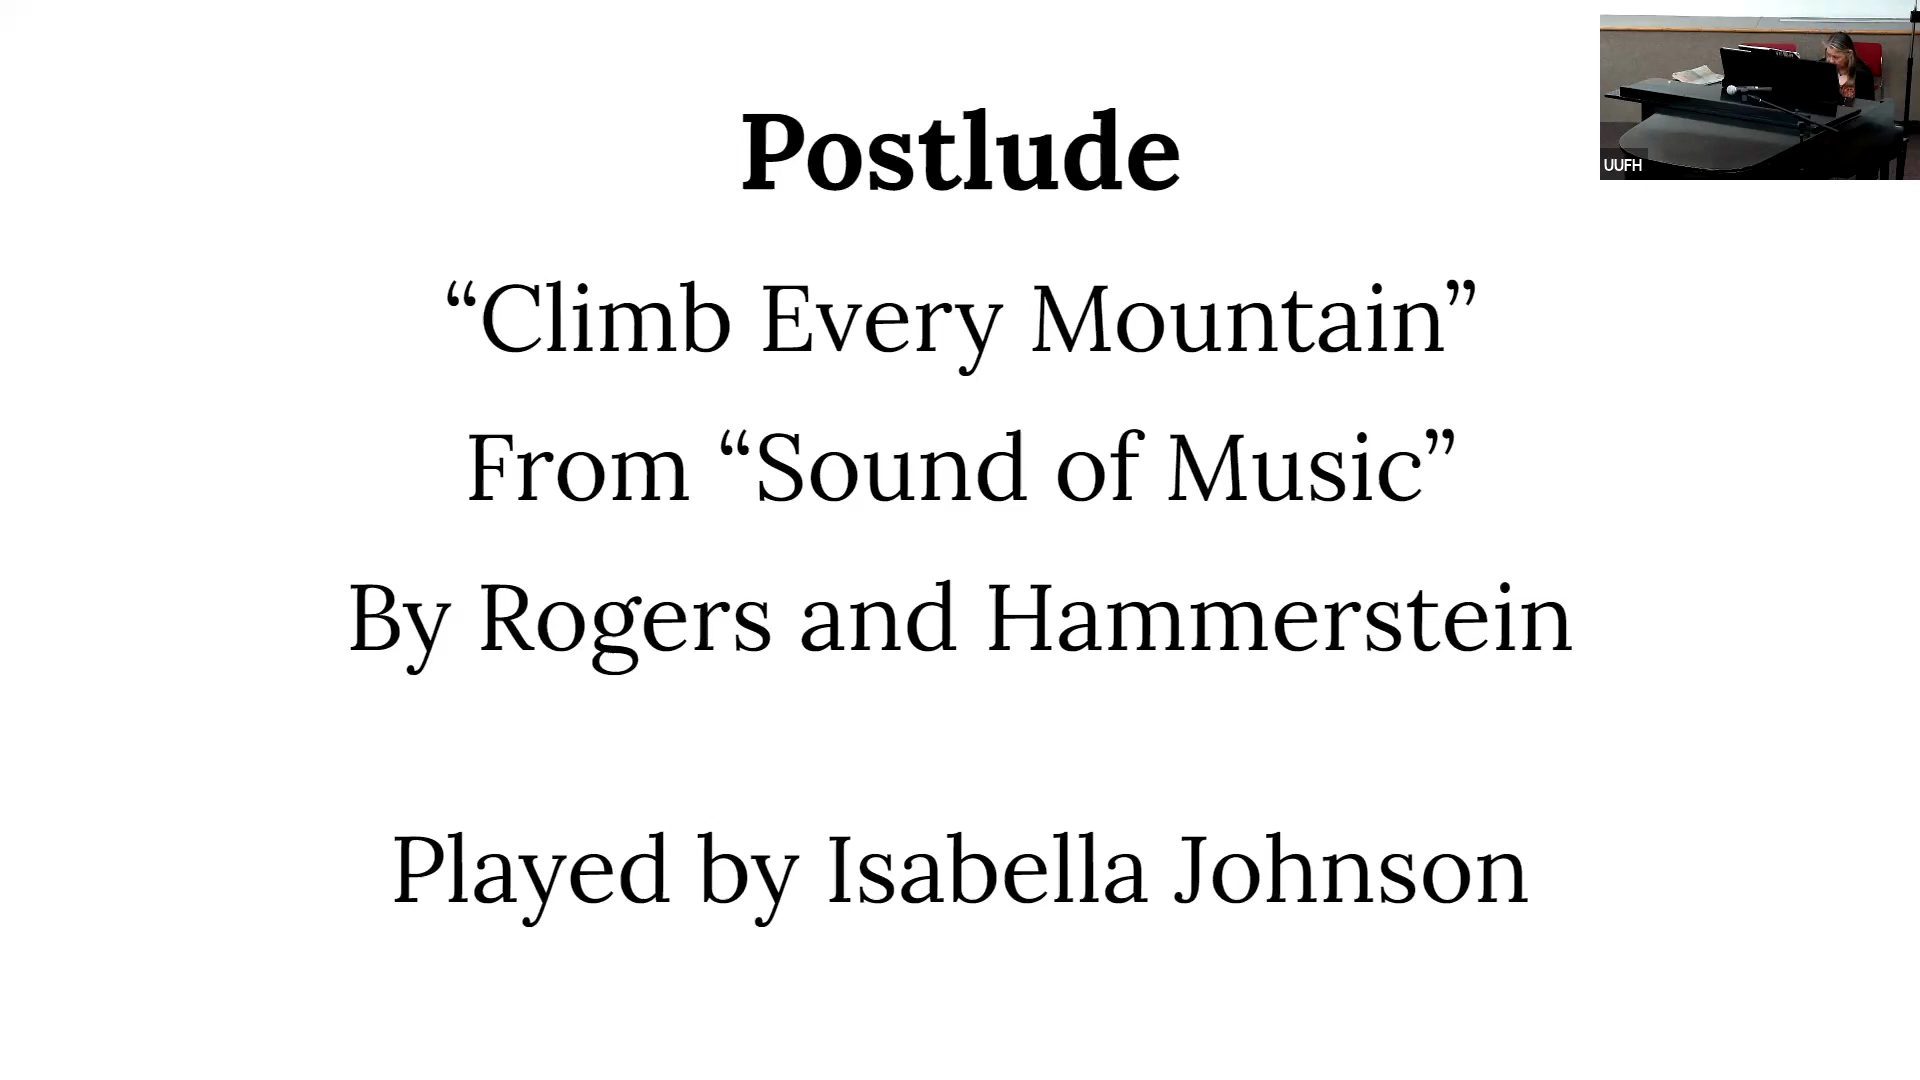 Postlude
“Climb Every Mountain”
From “Sound of Music”
By Rogers and Hammerstein
Played by Isabella Johnson
UUFH